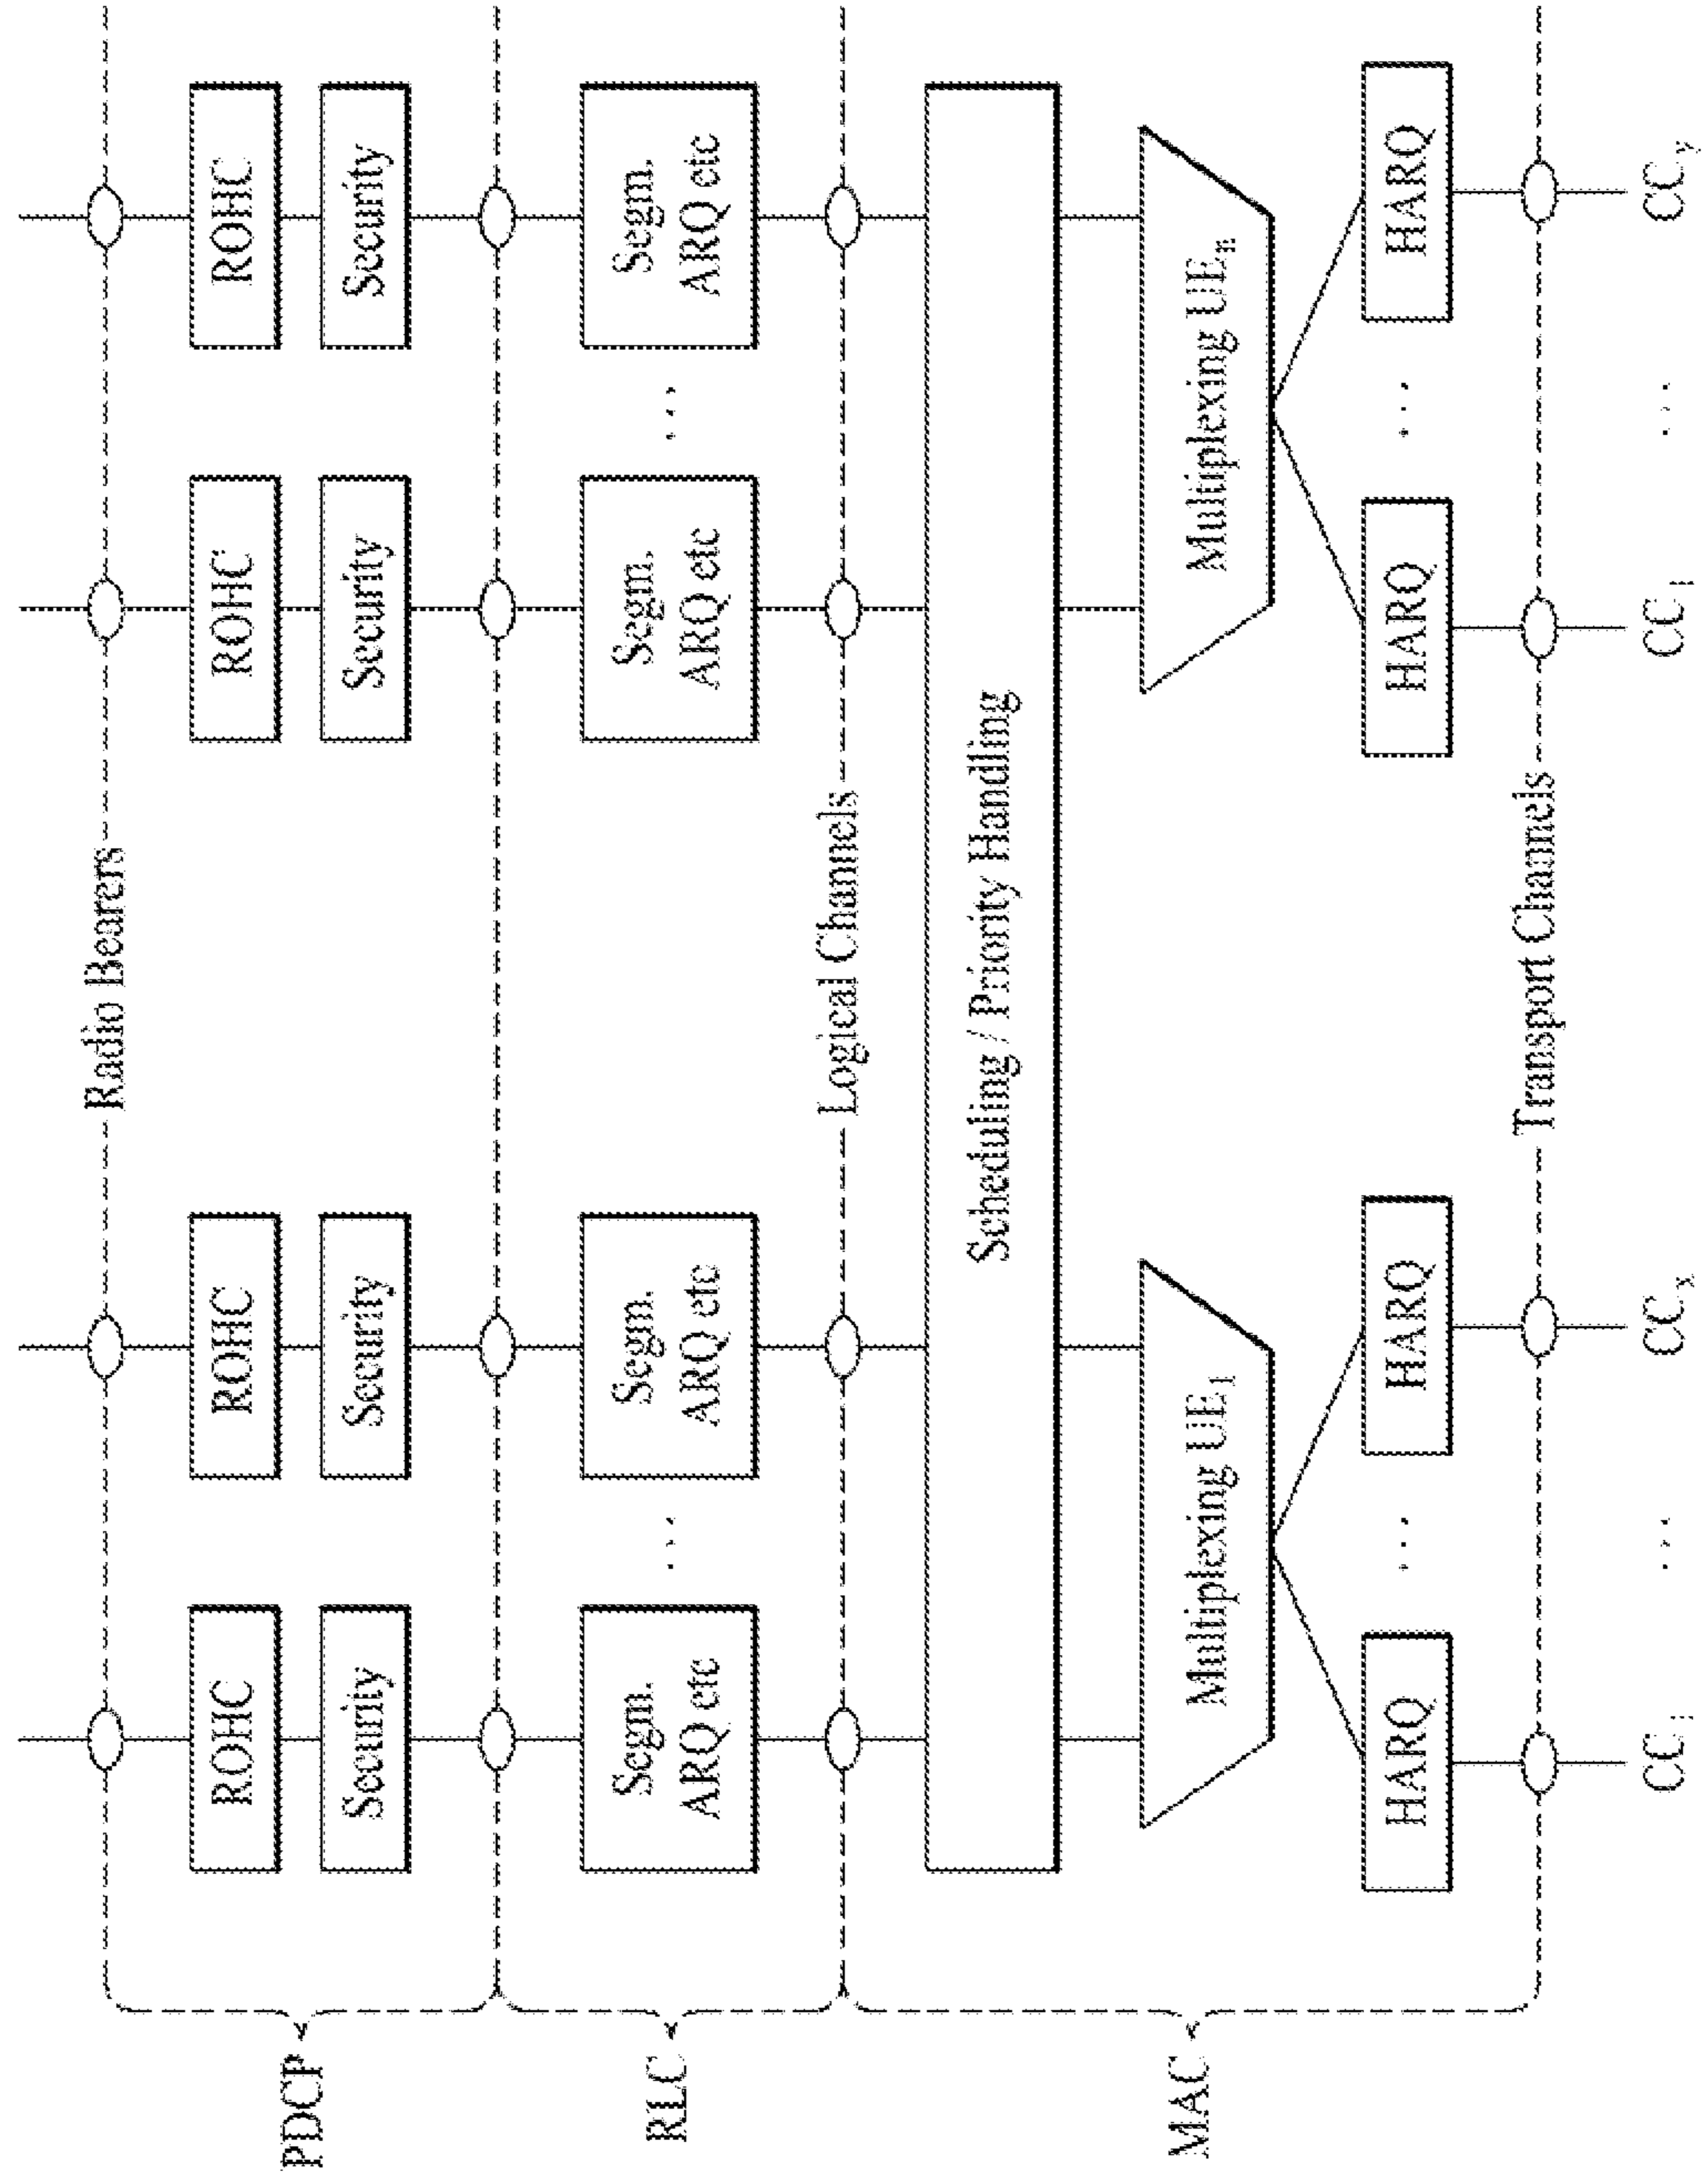 Radio Bearers
PDCP
ROHC
ROHC
ROHC
ROHC
Security
Security
Security
Security
RLC
Segm.
ARQ etc
...
Segm.
ARQ etc
Segm.
ARQ etc
...
Segm.
ARQ etc
Logical Channels
MAC
Scheduling / Priority Handling
Multiplexing UE1
Multiplexing UEn
HARQ
...
HARQ
HARQ
...
HARQ
Transport Channels
CC1
...
CCx
CC1
...
CCy